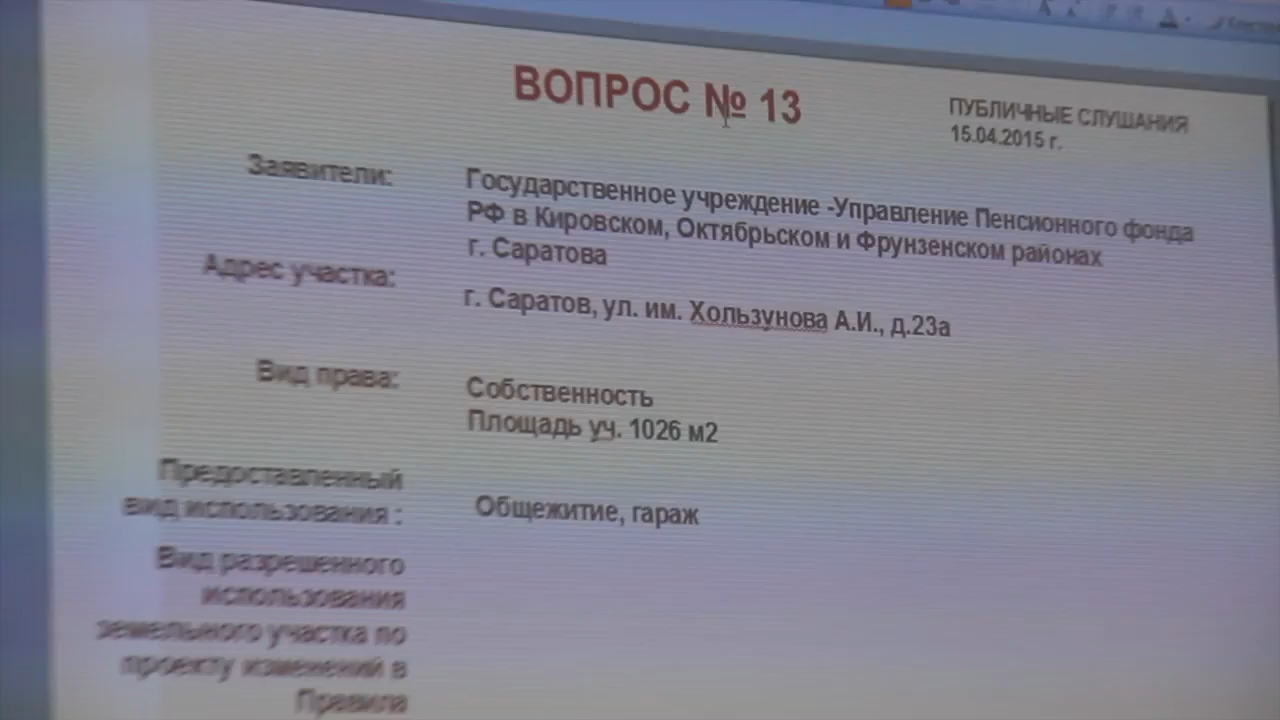 ВОПРОС № 13
ПУБЛИЧНЫЕ СЛУШАНИЯ
15.04.2015 г.
Заявители:
Государственное учреждение -Управление Пенсионного фонда
РФ в Кировском, Октябрьском и Фрунзенском районах
г. Саратова
Адрес участка:
г. Саратов, ул. им. Хользунова А.И., д.23а
Вид права:
Собственность
Площадь уч. 1026 м2
Предоставленный
вид использования :
Общежитие, гараж
Вид разрешенного
использования
земельного участка по
проекту изменений в
Правила